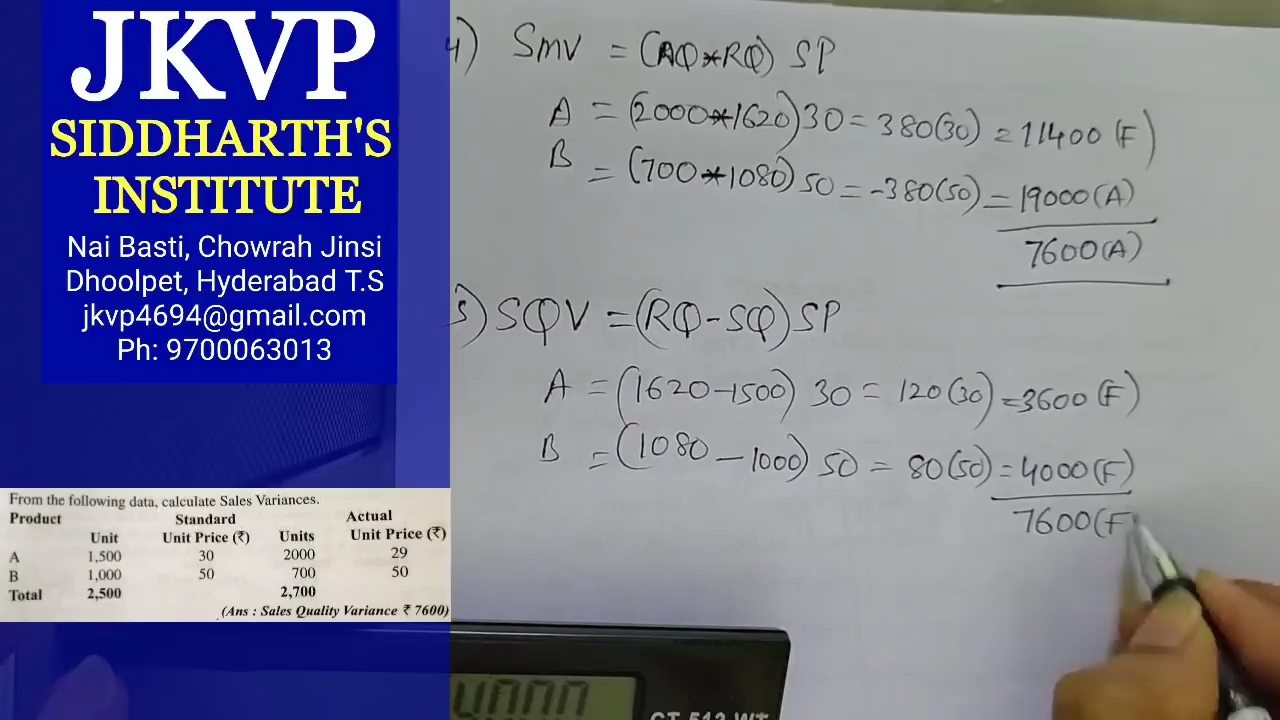 JKVP
SIDDHARTH'S
INSTITUTE
Nai Basti, Chowrah Jinsi
Dhoolpet, Hyderabad T.S
jkvp4694@gmail.com
Ph: 9700063013
From the following data, calculate Sales Variances.
Product Standard Actual
Unit Unit Price (₹) Units Unit Price (₹)
A 1,500 30 2000 29
B 1,000 50 700 50
Total 2,500 2,700
(Ans : Sales Quality Variance ₹ 7600)
4) SMV = (AQ*RQ) SP
A = (2000*1620)30 = 380(30) = 11400 (F)
B = (700*1080) 50 = -380(50) = 19000(A)
7600(A)
5) SQV = (RQ-SQ) SP
A = (1620-1500) 30 = 120(30) = 3600 (F)
B = (1080 - 1000) 50 = 80(50) = 4000(F)
7600(F